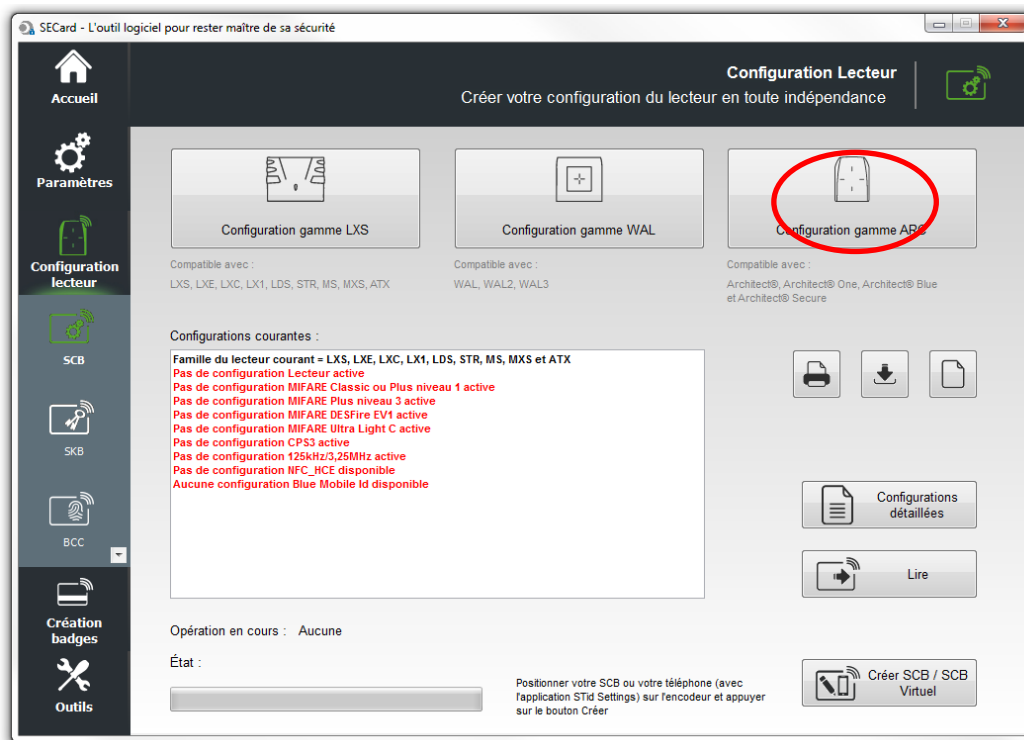 SECard - L'outil logiciel pour rester maître de sa sécurité
Accueil
Configuration Lecteur
Créer votre configuration du lecteur en toute indépendance
Paramètres
Configuration
lecteur
SCB
SKB
BCC
Création
badges
Outils
Configuration gamme LXS
Configuration gamme WAL
Configuration gamme ARC
Compatible avec :
LXS, LXE, LXC, LX1, LDS, STR, MS, MXS, ATX
Compatible avec :
WAL, WAL2, WAL3
Compatible avec :
Architect®, Architect® One, Architect® Blue
et Architect® Secure
Configurations courantes :
Famille du lecteur courant = LXS, LXE, LXC, LX1, LDS, STR, MS, MXS et ATX
Pas de configuration Lecteur active
Pas de configuration MIFARE Classic ou Plus niveau 1 active
Pas de configuration MIFARE Plus niveau 3 active
Pas de configuration MIFARE DESFire EV1 active
Pas de configuration MIFARE Ultra Light C active
Pas de configuration CPS3 active
Pas de configuration 125kHz/3,25MHz active
Pas de configuration NFC_HCE disponible
Aucune configuration Blue Mobile Id disponible
Configurations
détaillées
Lire
Opération en cours : Aucune
État :
Positionner votre SCB ou votre téléphone (avec
l'application STid Settings) sur l'encodeur et appuyer
sur le bouton Créer
Créer SCB / SCB
Virtuel